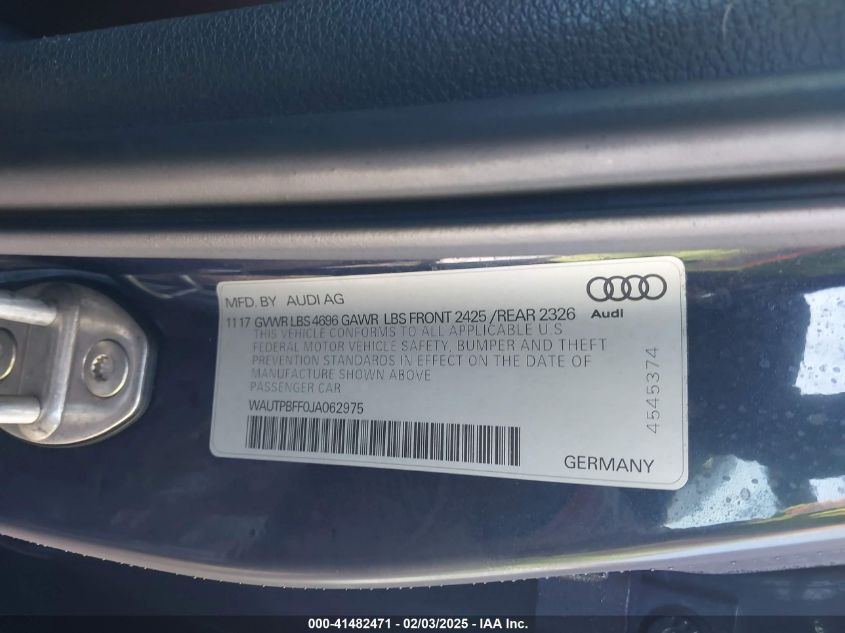 MFD. BY AUDI AG
Audi
11 17 GVWR LBS 4696 GAWR LBS FRONT 2425 /REAR 2326
THIS VEHICLE CONFORMS TO ALL APPLICABLE U.S
FEDERAL MOTOR VEHICLE SAFETY, BUMPER AND THEFT
PREVENTION STANDARDS IN EFFECT ON THE DATE OF
MANUFACTURE SHOWN ABOVE
PASSENGER CAR
WAUTPBFF0JA062975
GERMANY
4545374
000-41482471 - 02/03/2025 - IAA Inc.